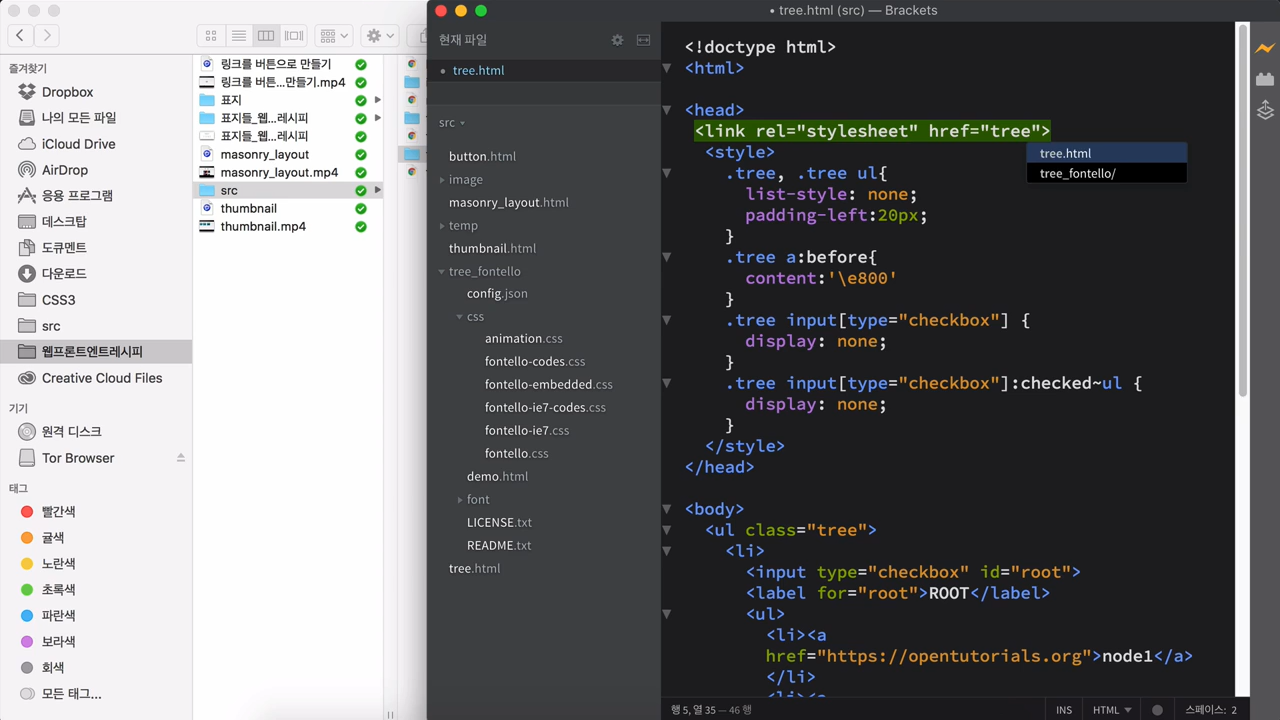 • tree.html (src) — Brackets
즐겨찾기
Dropbox
나의 모든 파일
iCloud Drive
AirDrop
응용 프로그램
데스크탑
도큐멘트
다운로드
CSS3
src
웹프론트엔트레시피
Creative Cloud Files
기기
원격 디스크
Tor Browser
태그
빨간색
귤색
노란색
초록색
파란색
보라색
회색
모든 태그...
링크를 버튼으로 만들기
링크를 버튼...만들기.mp4
표지
표지들_웹...레시피
표지들_웹...레시피
masonry_layout
masonry_layout.mp4
src
thumbnail
thumbnail.mp4
현재 파일
• tree.html
src
button.html
image
masonry_layout.html
temp
thumbnail.html
tree_fontello
config.json
css
animation.css
fontello-codes.css
fontello-embedded.css
fontello-ie7-codes.css
fontello-ie7.css
fontello.css
demo.html
font
LICENSE.txt
README.txt
tree.html
<!doctype html>
<html>
<head>
<link rel="stylesheet" href="tree">
tree.html
tree_fontello/
<style>
.tree, .tree ul{
list-style: none;
padding-left:20px;
}
.tree a:before{
content:'\e800'
}
.tree input[type="checkbox"] {
display: none;
}
.tree input[type="checkbox"]:checked~ul {
display: none;
}
</style>
</head>
<body>
<ul class="tree">
<li>
<input type="checkbox" id="root">
<label for="root">ROOT</label>
<ul>
<li><a
href="https://opentutorials.org">node1</a>
</li>
<li><a
행 5, 열 35 — 46 행
INS
HTML
스페이스: 2